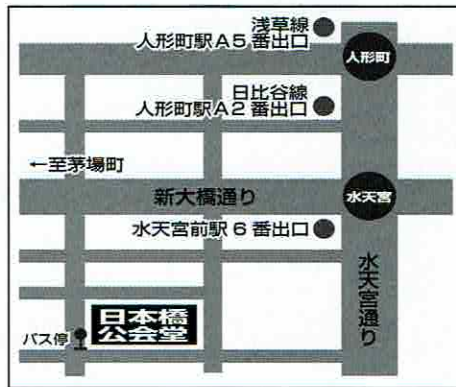 浅草線
人形町駅A5番出口
人形町
日比谷線
人形町駅A2番出口
←至茅場町
新大橋通り
水天宮
水天宮前駅6番出口
水天宮通り
日本橋
公会堂
バス停